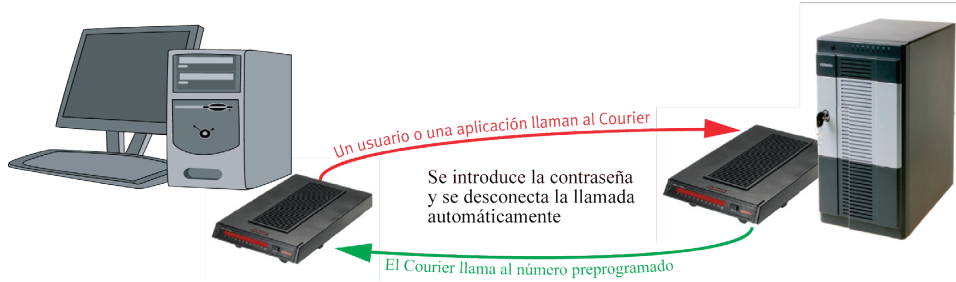 Un usuario o una aplicación llaman al Courier
Se introduce la contraseña
y se desconecta la llamada
automáticamente
El Courier llama al número preprogramado